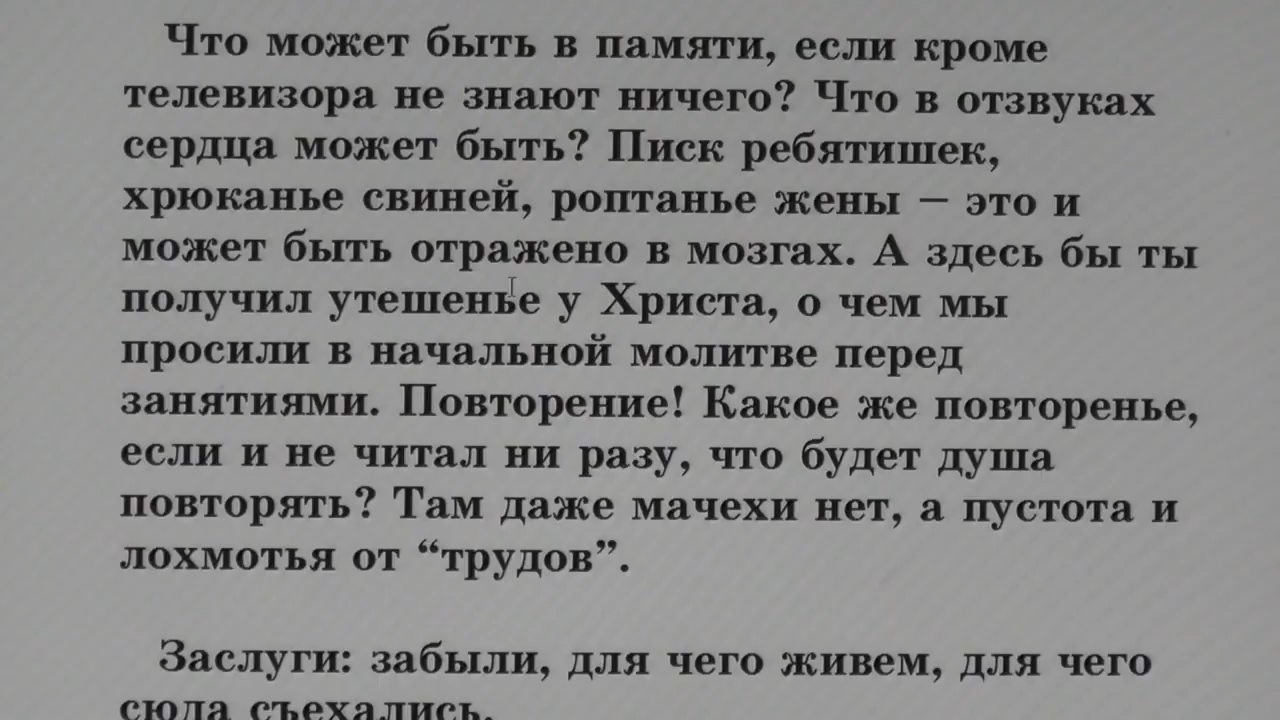 Что может быть в памяти, если кроме
телевизора не знают ничего? Что в отзвуках
сердца может быть? Писк ребятишек,
хрюканье свиней, роптанье жены – это и
может быть отражено в мозгах. А здесь бы ты
получил утешенье у Христа, о чем мы
просили в начальной молитве перед
занятиями. Повторение! Какое же повторенье,
если и не читал ни разу, что будет душа
повторять? Там даже мачехи нет, а пустота и
лохмотья от “трудов”.
Заслуги: забыли, для чего живем, для чего
сюда съехались.